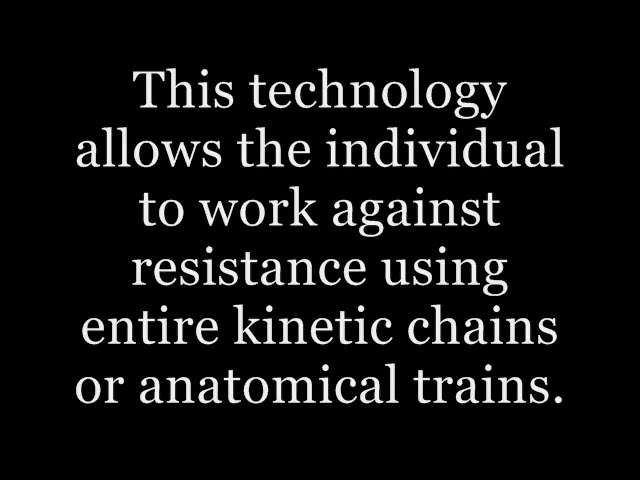 This technology
allows the individual
to work against
resistance using
entire kinetic chains
or anatomical trains.